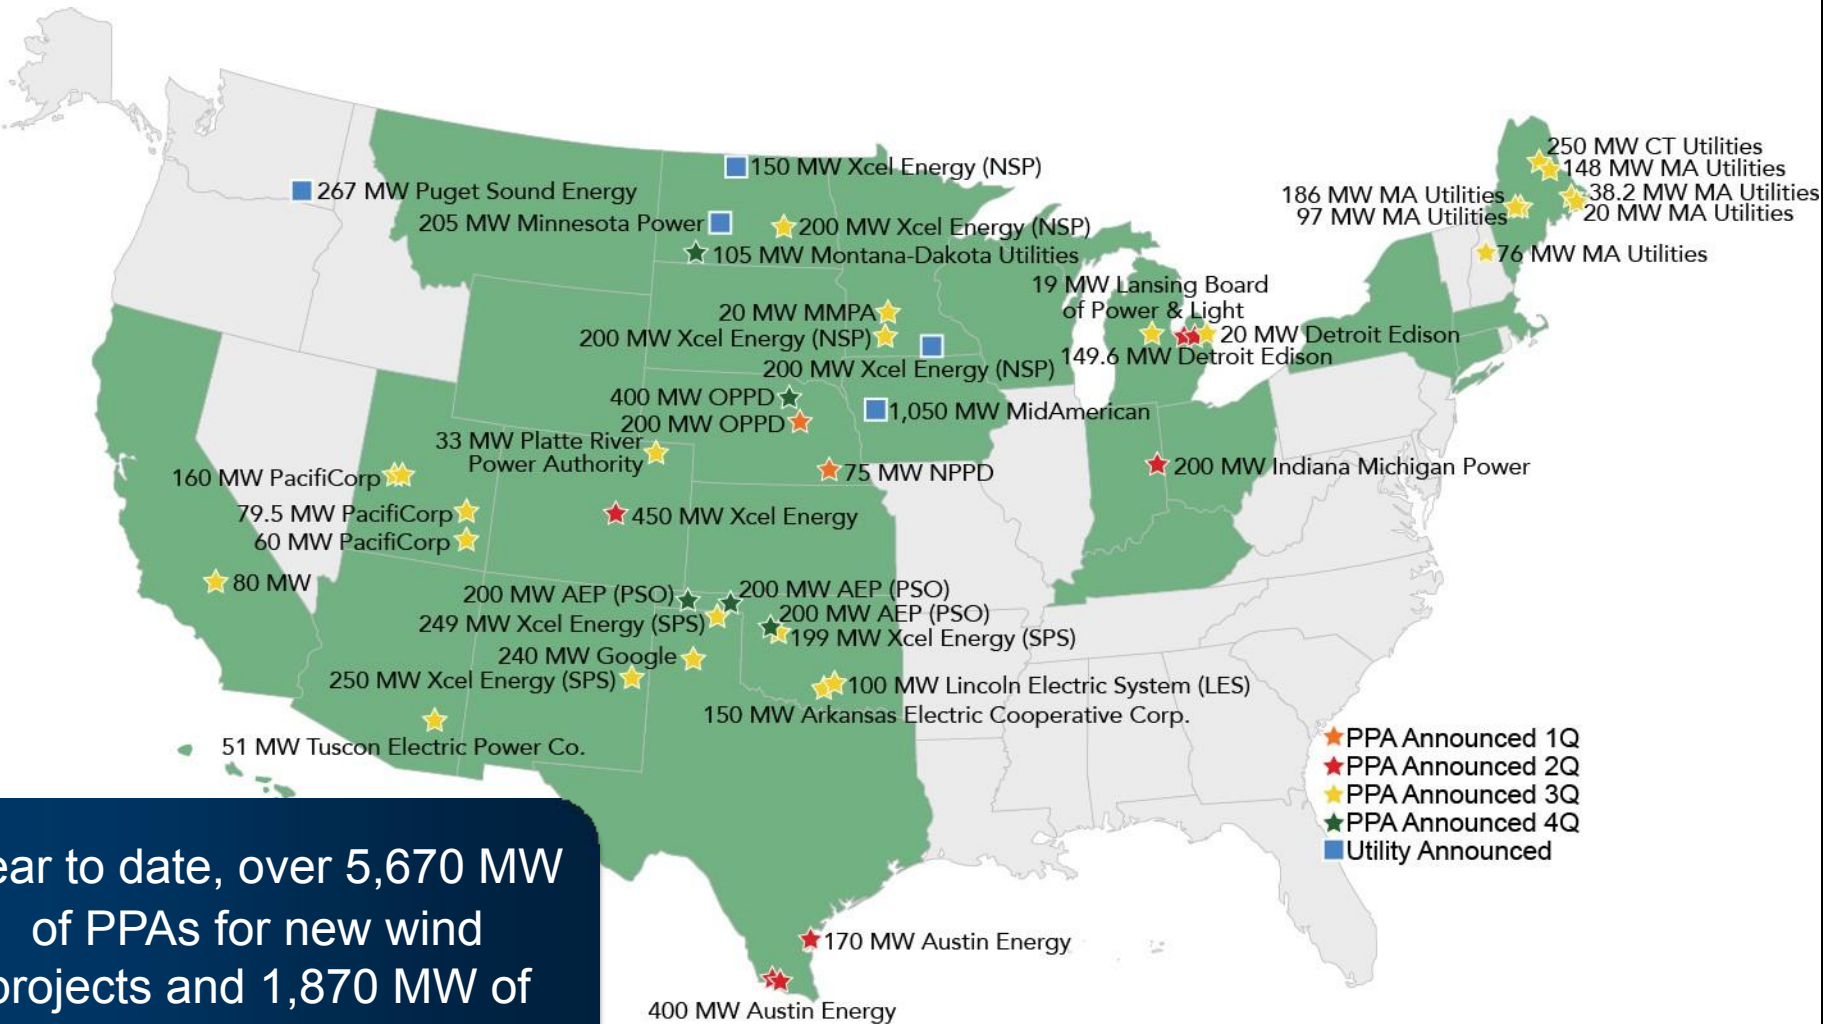 250 MW CT Utilities
148 MW MA Utilities
186 MW MA Utilities
38.2 MW MA Utilities
97 MW MA Utilities
20 MW MA Utilities
76 MW MA Utilities
150 MW Xcel Energy (NSP)
267 MW Puget Sound Energy
205 MW Minnesota Power
200 MW Xcel Energy (NSP)
105 MW Montana-Dakota Utilities
19 MW Lansing Board
of Power & Light
20 MW MMPA
200 MW Xcel Energy (NSP)
20 MW Detroit Edison
149.6 MW Detroit Edison
200 MW Xcel Energy (NSP)
400 MW OPPD
1,050 MW MidAmerican
200 MW OPPD
33 MW Platte River
Power Authority
75 MW NPPD
200 MW Indiana Michigan Power
160 MW PacifiCorp
79.5 MW PacifiCorp
450 MW Xcel Energy
60 MW PacifiCorp
80 MW
200 MW AEP (PSO)
200 MW AEP (PSO)
200 MW AEP (PSO)
249 MW Xcel Energy (SPS)
199 MW Xcel Energy (SPS)
240 MW Google
250 MW Xcel Energy (SPS)
100 MW Lincoln Electric System (LES)
150 MW Arkansas Electric Cooperative Corp.
51 MW Tuscon Electric Power Co.
PPA Announced 1Q
PPA Announced 2Q
PPA Announced 3Q
PPA Announced 4Q
Utility Announced
ear to date, over 5,670 MW
of PPAs for new wind
projects and 1,870 MW of
170 MW Austin Energy
400 MW Austin Energy